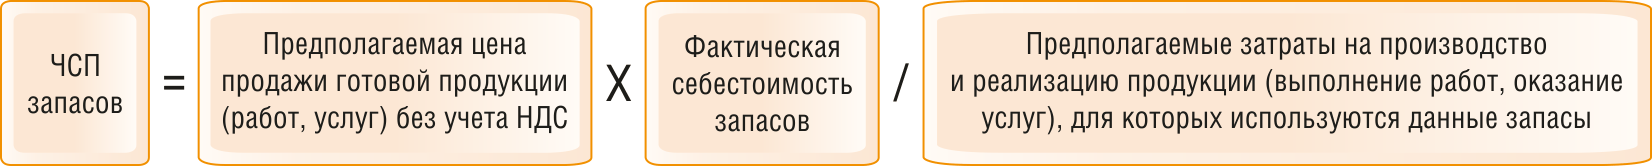 ЧСП
запасов
=
Предполагаемая цена
продажи готовой продукции
(работ, услуг) без учета НДС
X
Фактическая
себестоимость
запасов
/
Предполагаемые затраты на производство
и реализацию продукции (выполнение работ, оказание
услуг), для которых используются данные запасы